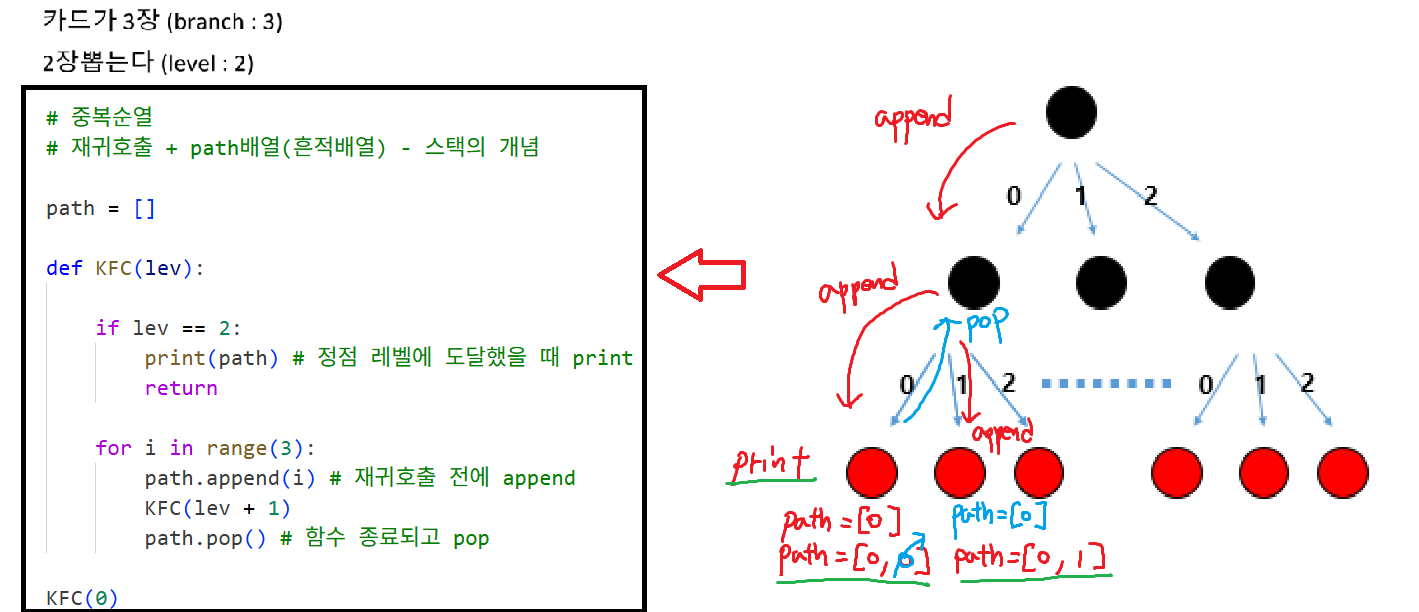 카드가 3장 (branch : 3)
2장뽑는다 (level : 2)
# 중복순열
# 재귀호출 + path배열(흔적배열) - 스택의 개념
path = []
def KFC(lev):
if lev == 2:
print(path) # 정점 레벨에 도달했을 때 print
return
for i in range(3):
path.append(i) # 재귀호출 전에 append
KFC(lev + 1)
path.pop() # 함수 종료되고 pop
KFC(0)
append
0 1 2
append
pop
0 1 2 0 1 2
append
print
path=[0] path=[0]
path=[0, 0] path=[0, 1]